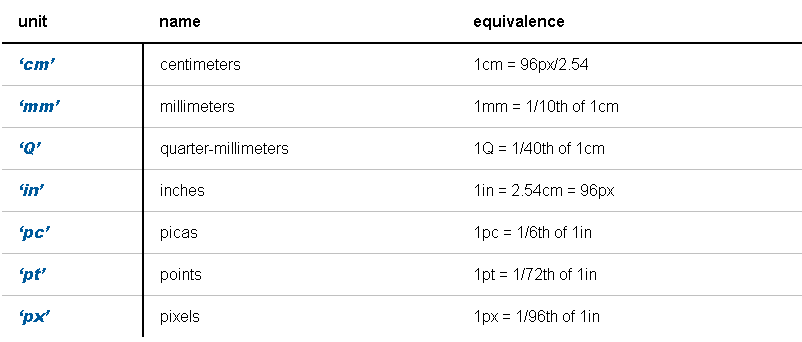 unit name equivalence
‘cm’ centimeters 1cm = 96px/2.54
‘mm’ millimeters 1mm = 1/10th of 1cm
‘Q’ quarter-millimeters 1Q = 1/40th of 1cm
‘in’ inches 1in = 2.54cm = 96px
‘pc’ picas 1pc = 1/6th of 1in
‘pt’ points 1pt = 1/72th of 1in
‘px’ pixels 1px = 1/96th of 1in